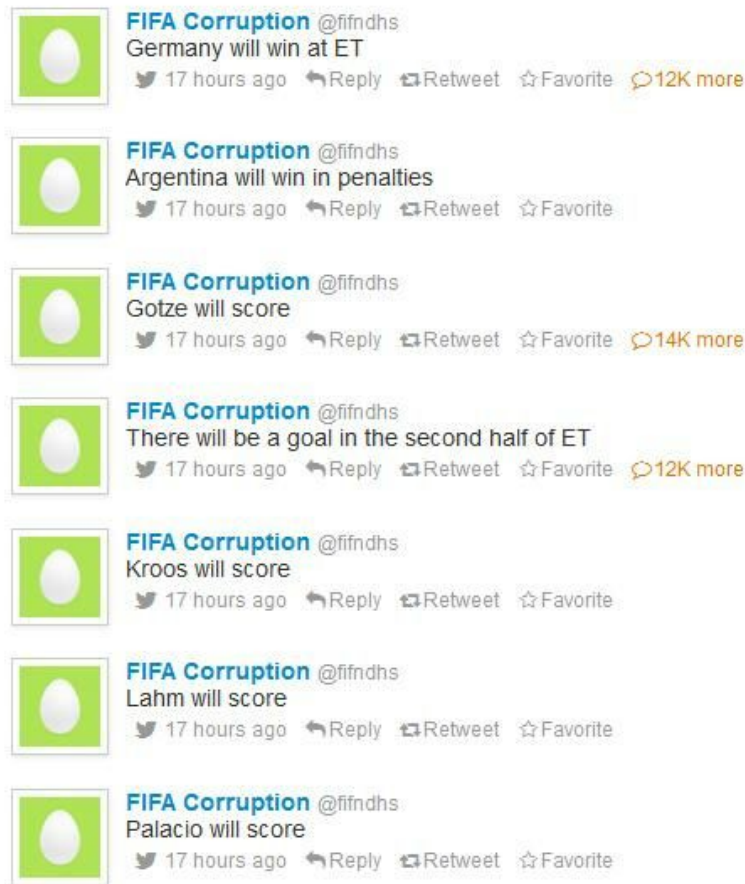 FIFA Corruption @fifndhs
Germany will win at ET
17 hours ago Reply Retweet Favorite 12K more
FIFA Corruption @fifndhs
Argentina will win in penalties
17 hours ago Reply Retweet Favorite
FIFA Corruption @fifndhs
Gotze will score
17 hours ago Reply Retweet Favorite 14K more
FIFA Corruption @fifndhs
There will be a goal in the second half of ET
17 hours ago Reply Retweet Favorite 12K more
FIFA Corruption @fifndhs
Kroos will score
17 hours ago Reply Retweet Favorite
FIFA Corruption @fifndhs
Lahm will score
17 hours ago Reply Retweet Favorite
FIFA Corruption @fifndhs
Palacio will score
17 hours ago Reply Retweet Favorite